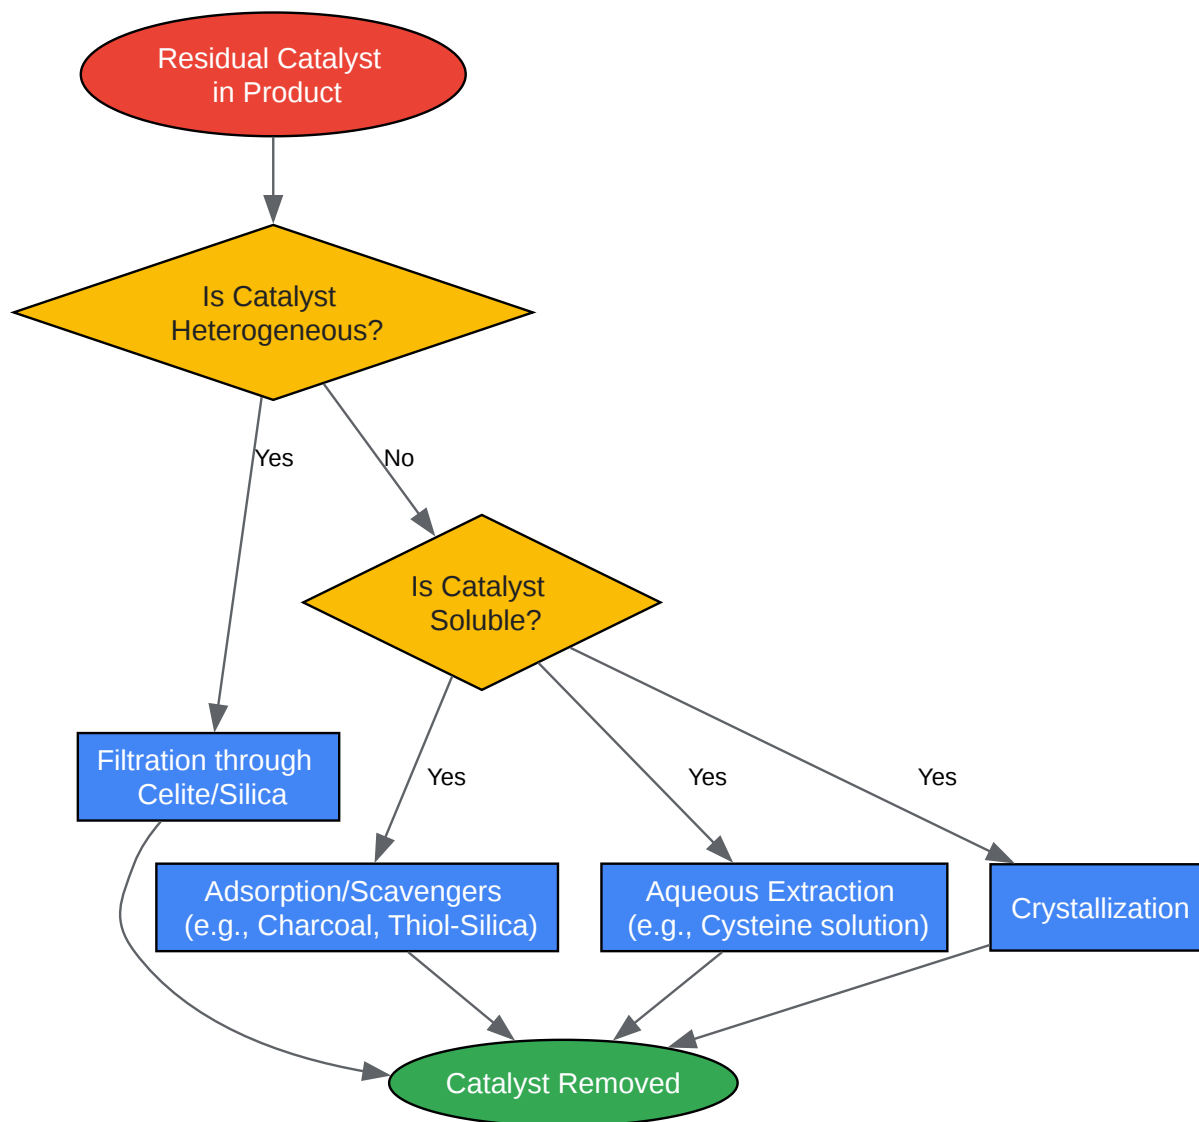 Residual Catalyst
in Product
Is Catalyst
Heterogeneous?
Yes
No
Is Catalyst
Soluble?
Filtration through
Celite/Silica
Yes
Yes
Yes
Adsorption/Scavengers
(e.g., Charcoal, Thiol-Silica)
Aqueous Extraction
(e.g., Cysteine solution)
Crystallization
Catalyst Removed